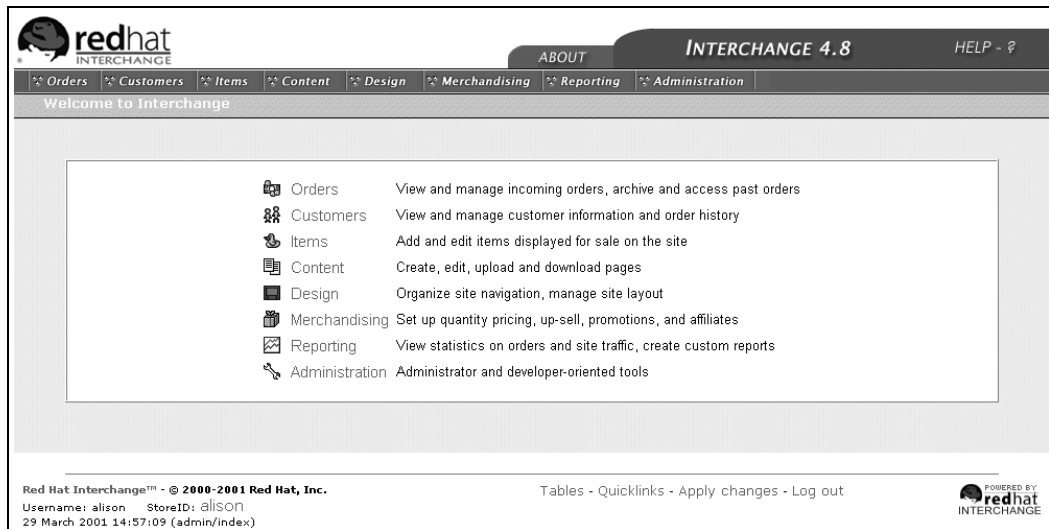 redhat
INTERCHANGE
ABOUT
INTERCHANGE 4.8
HELP - ?
Orders Customers Items Content Design Merchandising Reporting Administration
Welcome to Interchange
Orders View and manage incoming orders, archive and access past orders
Customers View and manage customer information and order history
Items Add and edit items displayed for sale on the site
Content Create, edit, upload and download pages
Design Organize site navigation, manage site layout
Merchandising Set up quantity pricing, up-sell, promotions, and affiliates
Reporting View statistics on orders and site traffic, create custom reports
Administration Administrator and developer-oriented tools
Red Hat Interchange™ - © 2000-2001 Red Hat, Inc.
Username: alison StoreID: alison
29 March 2001 14:57:09 (admin/index)
Tables - Quicklinks - Apply changes - Log out
POWERED BY
redhat
INTERCHANGE